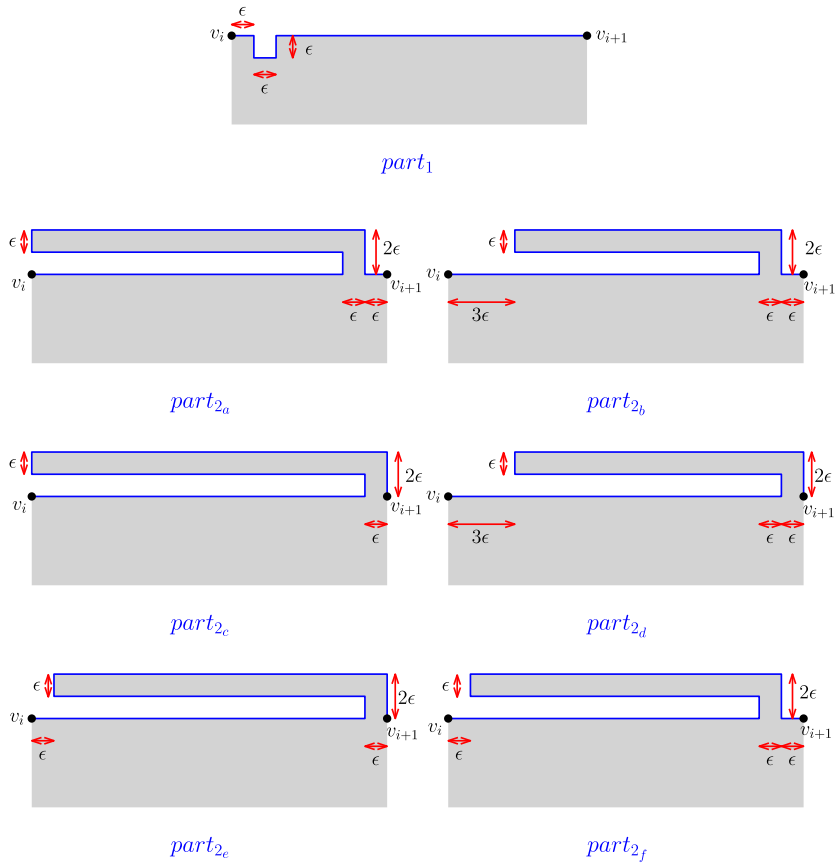 ϵ
v_i v_{i+1}
ϵ
ϵ
part_1
ϵ 2ϵ ϵ 2ϵ
v_i v_{i+1} v_i v_{i+1}
ϵ ϵ 3ϵ ϵ ϵ
part_{2_a} part_{2_b}
ϵ 2ϵ ϵ 2ϵ
v_i v_{i+1} v_i v_{i+1}
ϵ 3ϵ ϵ ϵ
part_{2_c} part_{2_d}
ϵ 2ϵ ϵ 2ϵ
v_i v_{i+1} v_i v_{i+1}
ϵ ϵ ϵ ϵ ϵ
part_{2_e} part_{2_f}